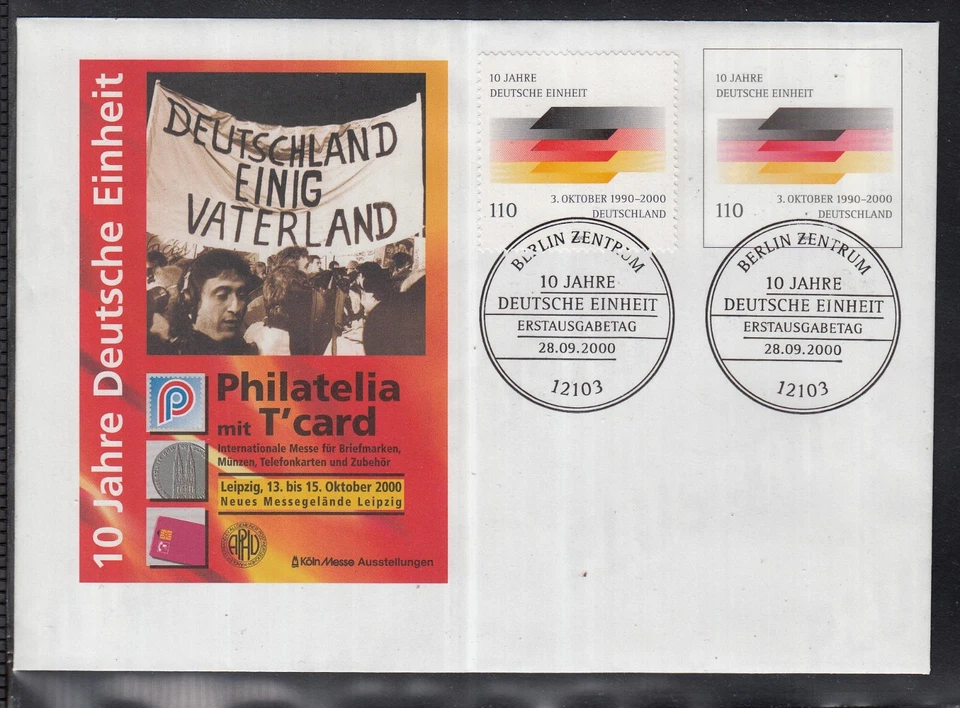 10 Jahre Deutsche Einheit
DEUTSCHLAND
EINIG
VATERLAND
Philatelia
mit T'card
Internationale Messe für Briefmarken,
Münzen, Telefonkarten und Zubehör
Leipzig, 13. bis 15. Oktober 2000
Neues Messegelände Leipzig
APHV
KölnMesse Ausstellungen
10 JAHRE
DEUTSCHE EINHEIT
3. OKTOBER 1990–2000
110
DEUTSCHLAND
10 JAHRE
DEUTSCHE EINHEIT
3. OKTOBER 1990–2000
110
DEUTSCHLAND
BERLIN ZENTRUM
10 JAHRE
DEUTSCHE EINHEIT
ERSTAUSGABETAG
28.09.2000
12103
BERLIN ZENTRUM
10 JAHRE
DEUTSCHE EINHEIT
ERSTAUSGABETAG
28.09.2000
12103